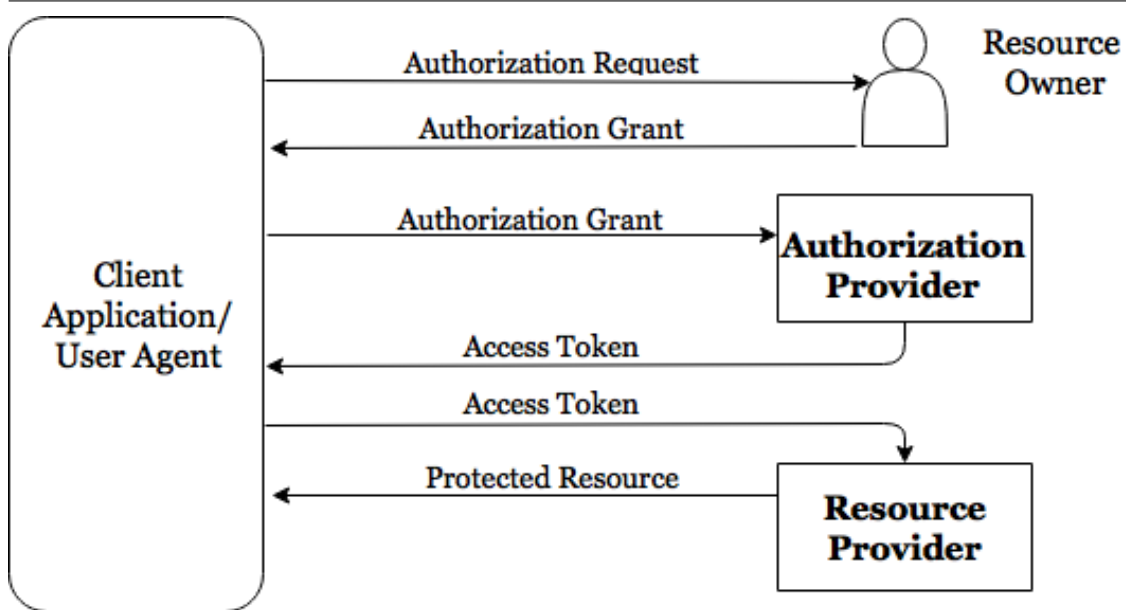 Authorization Request
Resource
Owner
Authorization Grant
Authorization Grant
Authorization
Provider
Client
Application/
User Agent
Access Token
Access Token
Protected Resource
Resource
Provider